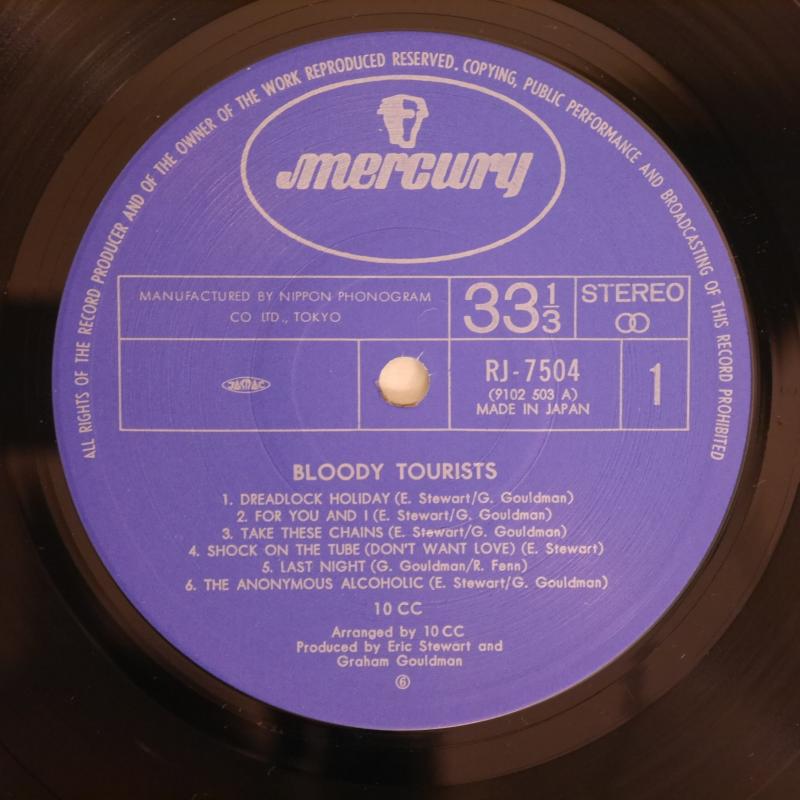 ALL RIGHTS OF THE RECORD PRODUCER AND OF THE OWNER OF THE WORK REPRODUCED RESERVED. COPYING, PUBLIC PERFORMANCE AND BROADCASTING OF THIS RECORD PROHIBITED
mercury
MANUFACTURED BY NIPPON PHONOGRAM
CO LTD., TOKYO
33 1/3
STEREO
JASRAC
RJ-7504
(9102 503 A)
MADE IN JAPAN
1
BLOODY TOURISTS
1. DREADLOCK HOLIDAY (E. Stewart/G. Gouldman)
2. FOR YOU AND I (E. Stewart/G. Gouldman)
3. TAKE THESE CHAINS (E. Stewart/G. Gouldman)
4. SHOCK ON THE TUBE (DON'T WANT LOVE) (E. Stewart)
5. LAST NIGHT (G. Gouldman/R. Fenn)
6. THE ANONYMOUS ALCOHOLIC (E. Stewart/G. Gouldman)
10 CC
Arranged by 10 CC
Produced by Eric Stewart and
Graham Gouldman
⑥